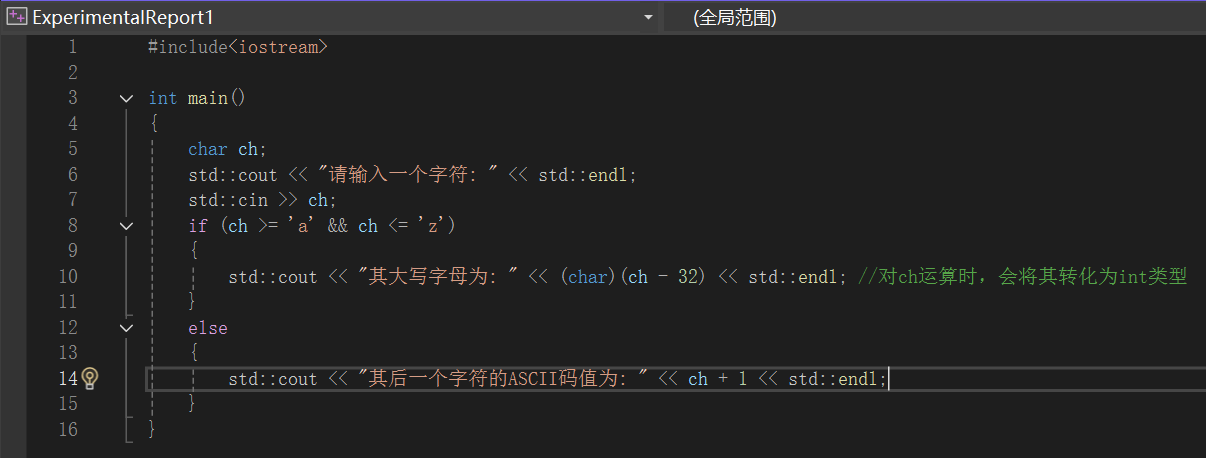 ExperimentalReport1 (全局范围)
1 #include<iostream>
2
3 int main()
4 {
5 char ch;
6 std::cout << "请输入一个字符: " << std::endl;
7 std::cin >> ch;
8 if (ch >= 'a' && ch <= 'z')
9 {
10 std::cout << "其大写字母为: " << (char)(ch - 32) << std::endl; //对ch运算时，会将其转化为int类型
11 }
12 else
13 {
14 std::cout << "其后一个字符的ASCII码值为: " << ch + 1 << std::endl;
15 }
16 }